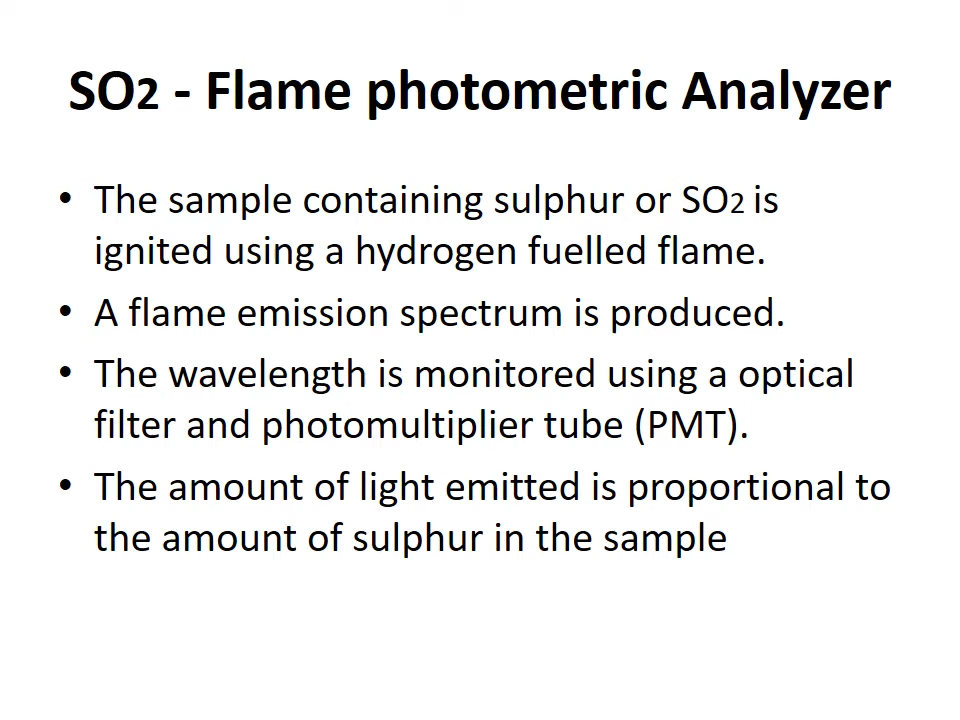 SO2 - Flame photometric Analyzer
• The sample containing sulphur or SO2 is
ignited using a hydrogen fuelled flame.
• A flame emission spectrum is produced.
• The wavelength is monitored using a optical
filter and photomultiplier tube (PMT).
• The amount of light emitted is proportional to
the amount of sulphur in the sample